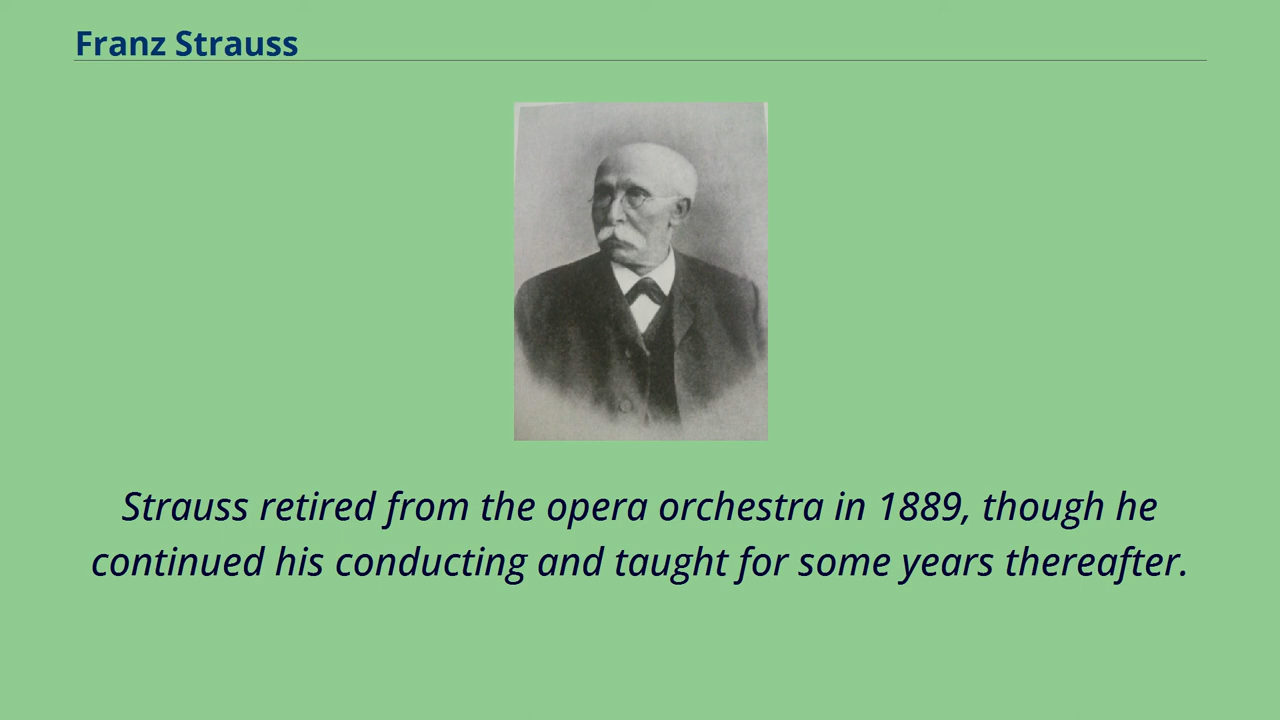 Franz Strauss
Strauss retired from the opera orchestra in 1889, though he
continued his conducting and taught for some years thereafter.